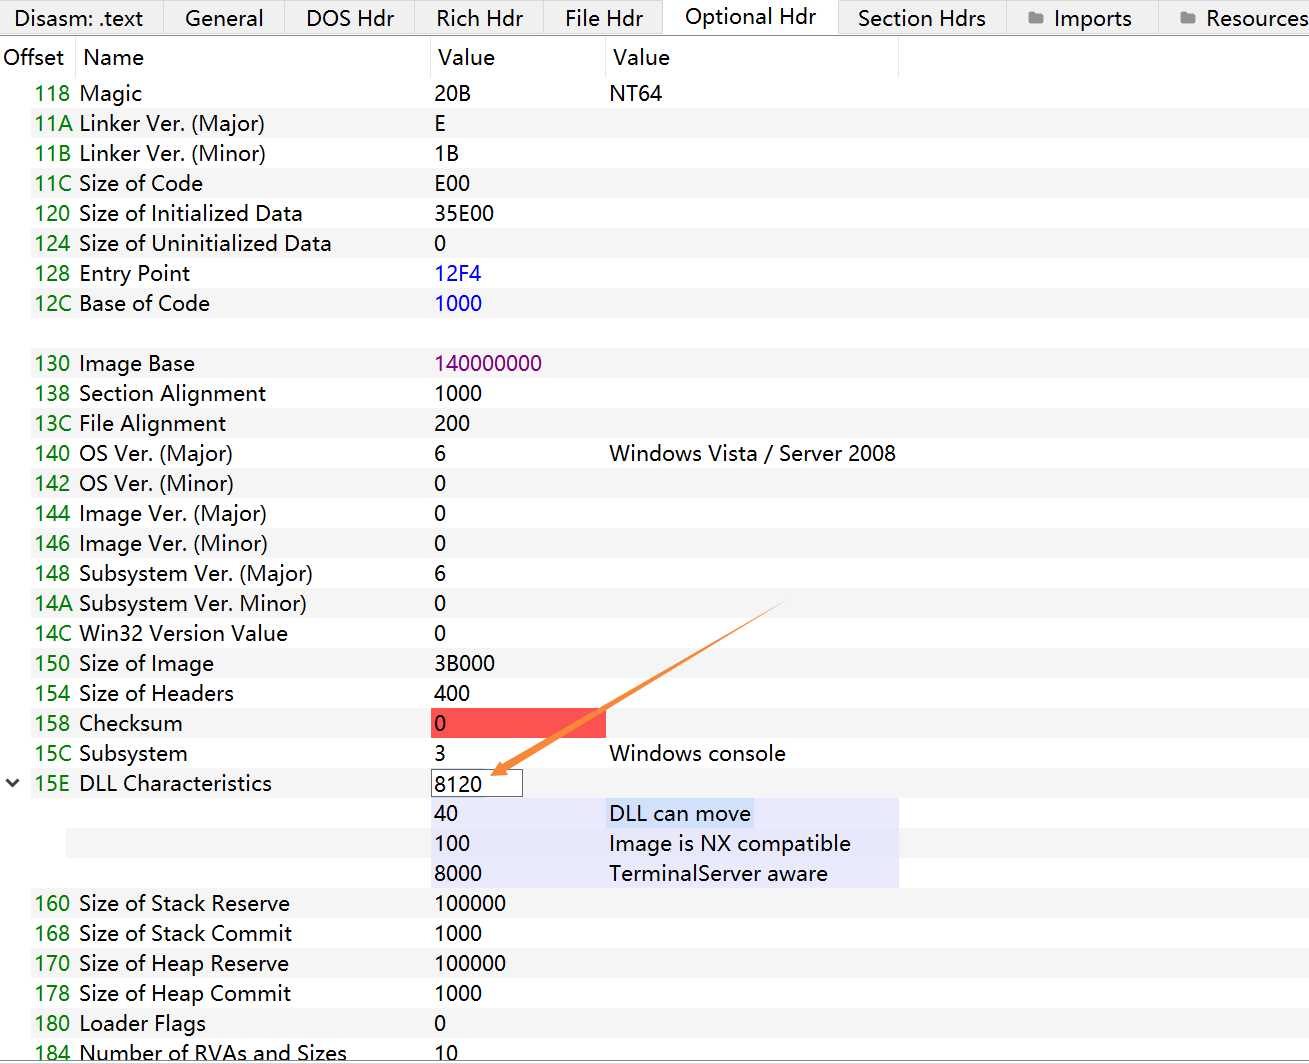 Disasm: .text General DOS Hdr Rich Hdr File Hdr Optional Hdr Section Hdrs Imports Resources
Offset Name Value Value
118 Magic 20B NT64
11A Linker Ver. (Major) E
11B Linker Ver. (Minor) 1B
11C Size of Code E00
120 Size of Initialized Data 35E00
124 Size of Uninitialized Data 0
128 Entry Point 12F4
12C Base of Code 1000
130 Image Base 140000000
138 Section Alignment 1000
13C File Alignment 200
140 OS Ver. (Major) 6 Windows Vista / Server 2008
142 OS Ver. (Minor) 0
144 Image Ver. (Major) 0
146 Image Ver. (Minor) 0
148 Subsystem Ver. (Major) 6
14A Subsystem Ver. Minor) 0
14C Win32 Version Value 0
150 Size of Image 3B000
154 Size of Headers 400
158 Checksum 0
15C Subsystem 3 Windows console
15E DLL Characteristics 8120
40 DLL can move
100 Image is NX compatible
8000 TerminalServer aware
160 Size of Stack Reserve 100000
168 Size of Stack Commit 1000
170 Size of Heap Reserve 100000
178 Size of Heap Commit 1000
180 Loader Flags 0
184 Number of RVAs and Sizes 10